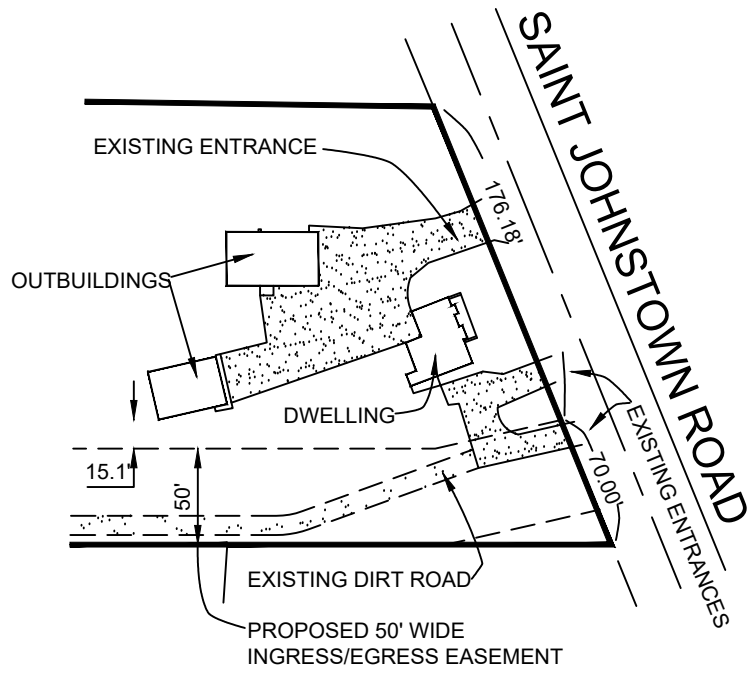 SAINT JOHNSTOWN ROAD
EXISTING ENTRANCE
176.18'
OUTBUILDINGS
DWELLING
EXISTING ENTRANCES
15.1'
50'
70.00'
EXISTING DIRT ROAD
PROPOSED 50' WIDE
INGRESS/EGRESS EASEMENT